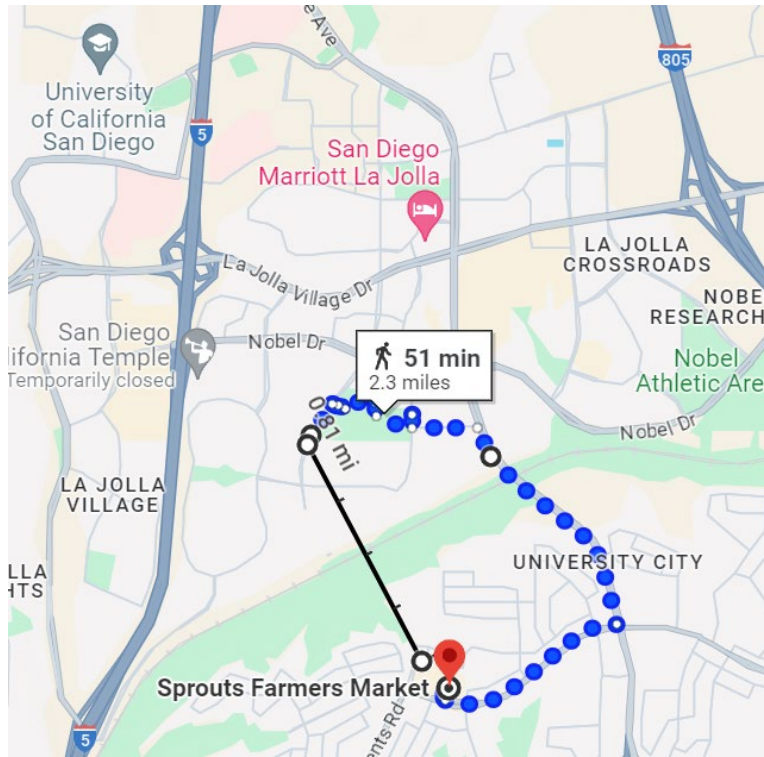 e Ave
805
University
of California
San Diego
5
San Diego
Marriott La Jolla
LA JOLLA
CROSSROADS
La Jolla Village Dr
NOBE
RESEARCH
San Diego
lifornia Temple
Temporarily closed
Nobel Dr
51 min
2.3 miles
Nobel
Athletic Are
0.81 mi
Nobel Dr
LA JOLLA
VILLAGE
UNIVERSITY CITY
LLA
HTS
Sprouts Farmers Market
ents Rd
5